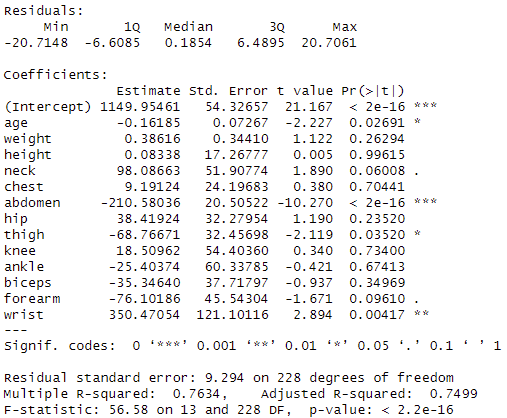 Residuals:
     Min       1Q   Median       3Q      Max
-20.7148  -6.6085   0.1854   6.4895  20.7061

Coefficients:
              Estimate Std. Error t value Pr(>|t|)
(Intercept) 1149.95461   54.32657  21.167  < 2e-16 ***
age           -0.16185    0.07267  -2.227  0.02691 *
weight         0.38616    0.34410   1.122  0.26294
height         0.08338   17.26777   0.005  0.99615
neck          98.08663   51.90774   1.890  0.06008 .
chest          9.19124   24.19683   0.380  0.70441
abdomen     -210.58036   20.50522 -10.270  < 2e-16 ***
hip           38.41924   32.27954   1.190  0.23520
thigh        -68.76671   32.45698  -2.119  0.03520 *
knee          18.50962   54.40360   0.340  0.73400
ankle        -25.40374   60.33785  -0.421  0.67413
biceps       -35.34640   37.71797  -0.937  0.34969
forearm      -76.10186   45.54304  -1.671  0.09610 .
wrist        350.47054  121.10116   2.894  0.00417 **
---
Signif. codes:  0 ‘***’ 0.001 ‘**’ 0.01 ‘*’ 0.05 ‘.’ 0.1 ‘ ’ 1

Residual standard error: 9.294 on 228 degrees of freedom
Multiple R-squared:  0.7634,    Adjusted R-squared:  0.7499
F-statistic: 56.58 on 13 and 228 DF,  p-value: < 2.2e-16